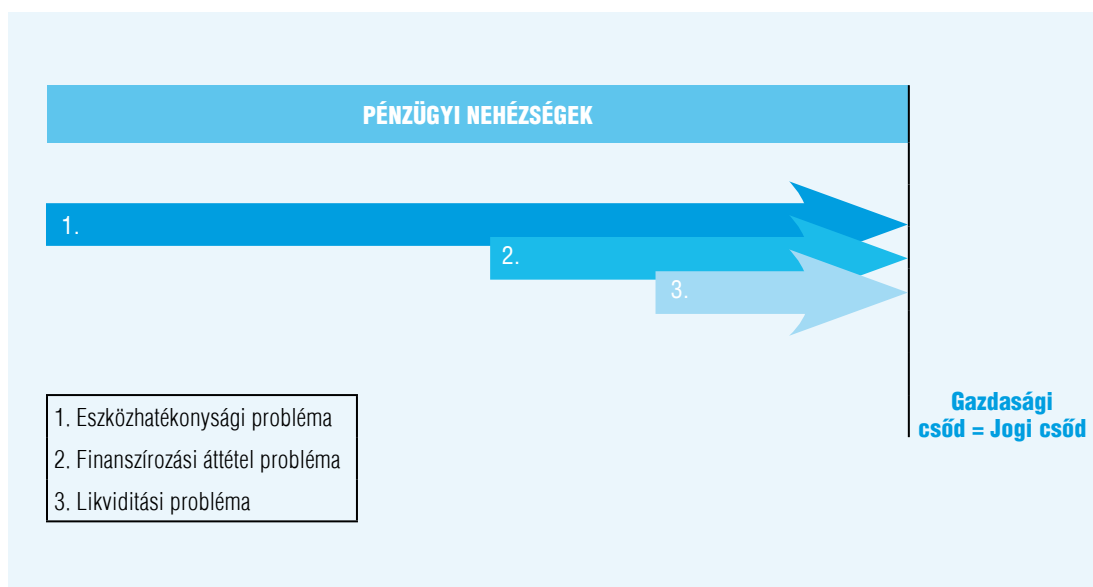 PÉNZÜGYI NEHÉZSÉGEK
1.
2.
3.
1. Eszközhatékonysági probléma
2. Finanszírozási áttétel probléma
3. Likviditási probléma
Gazdasági
csőd = Jogi csőd